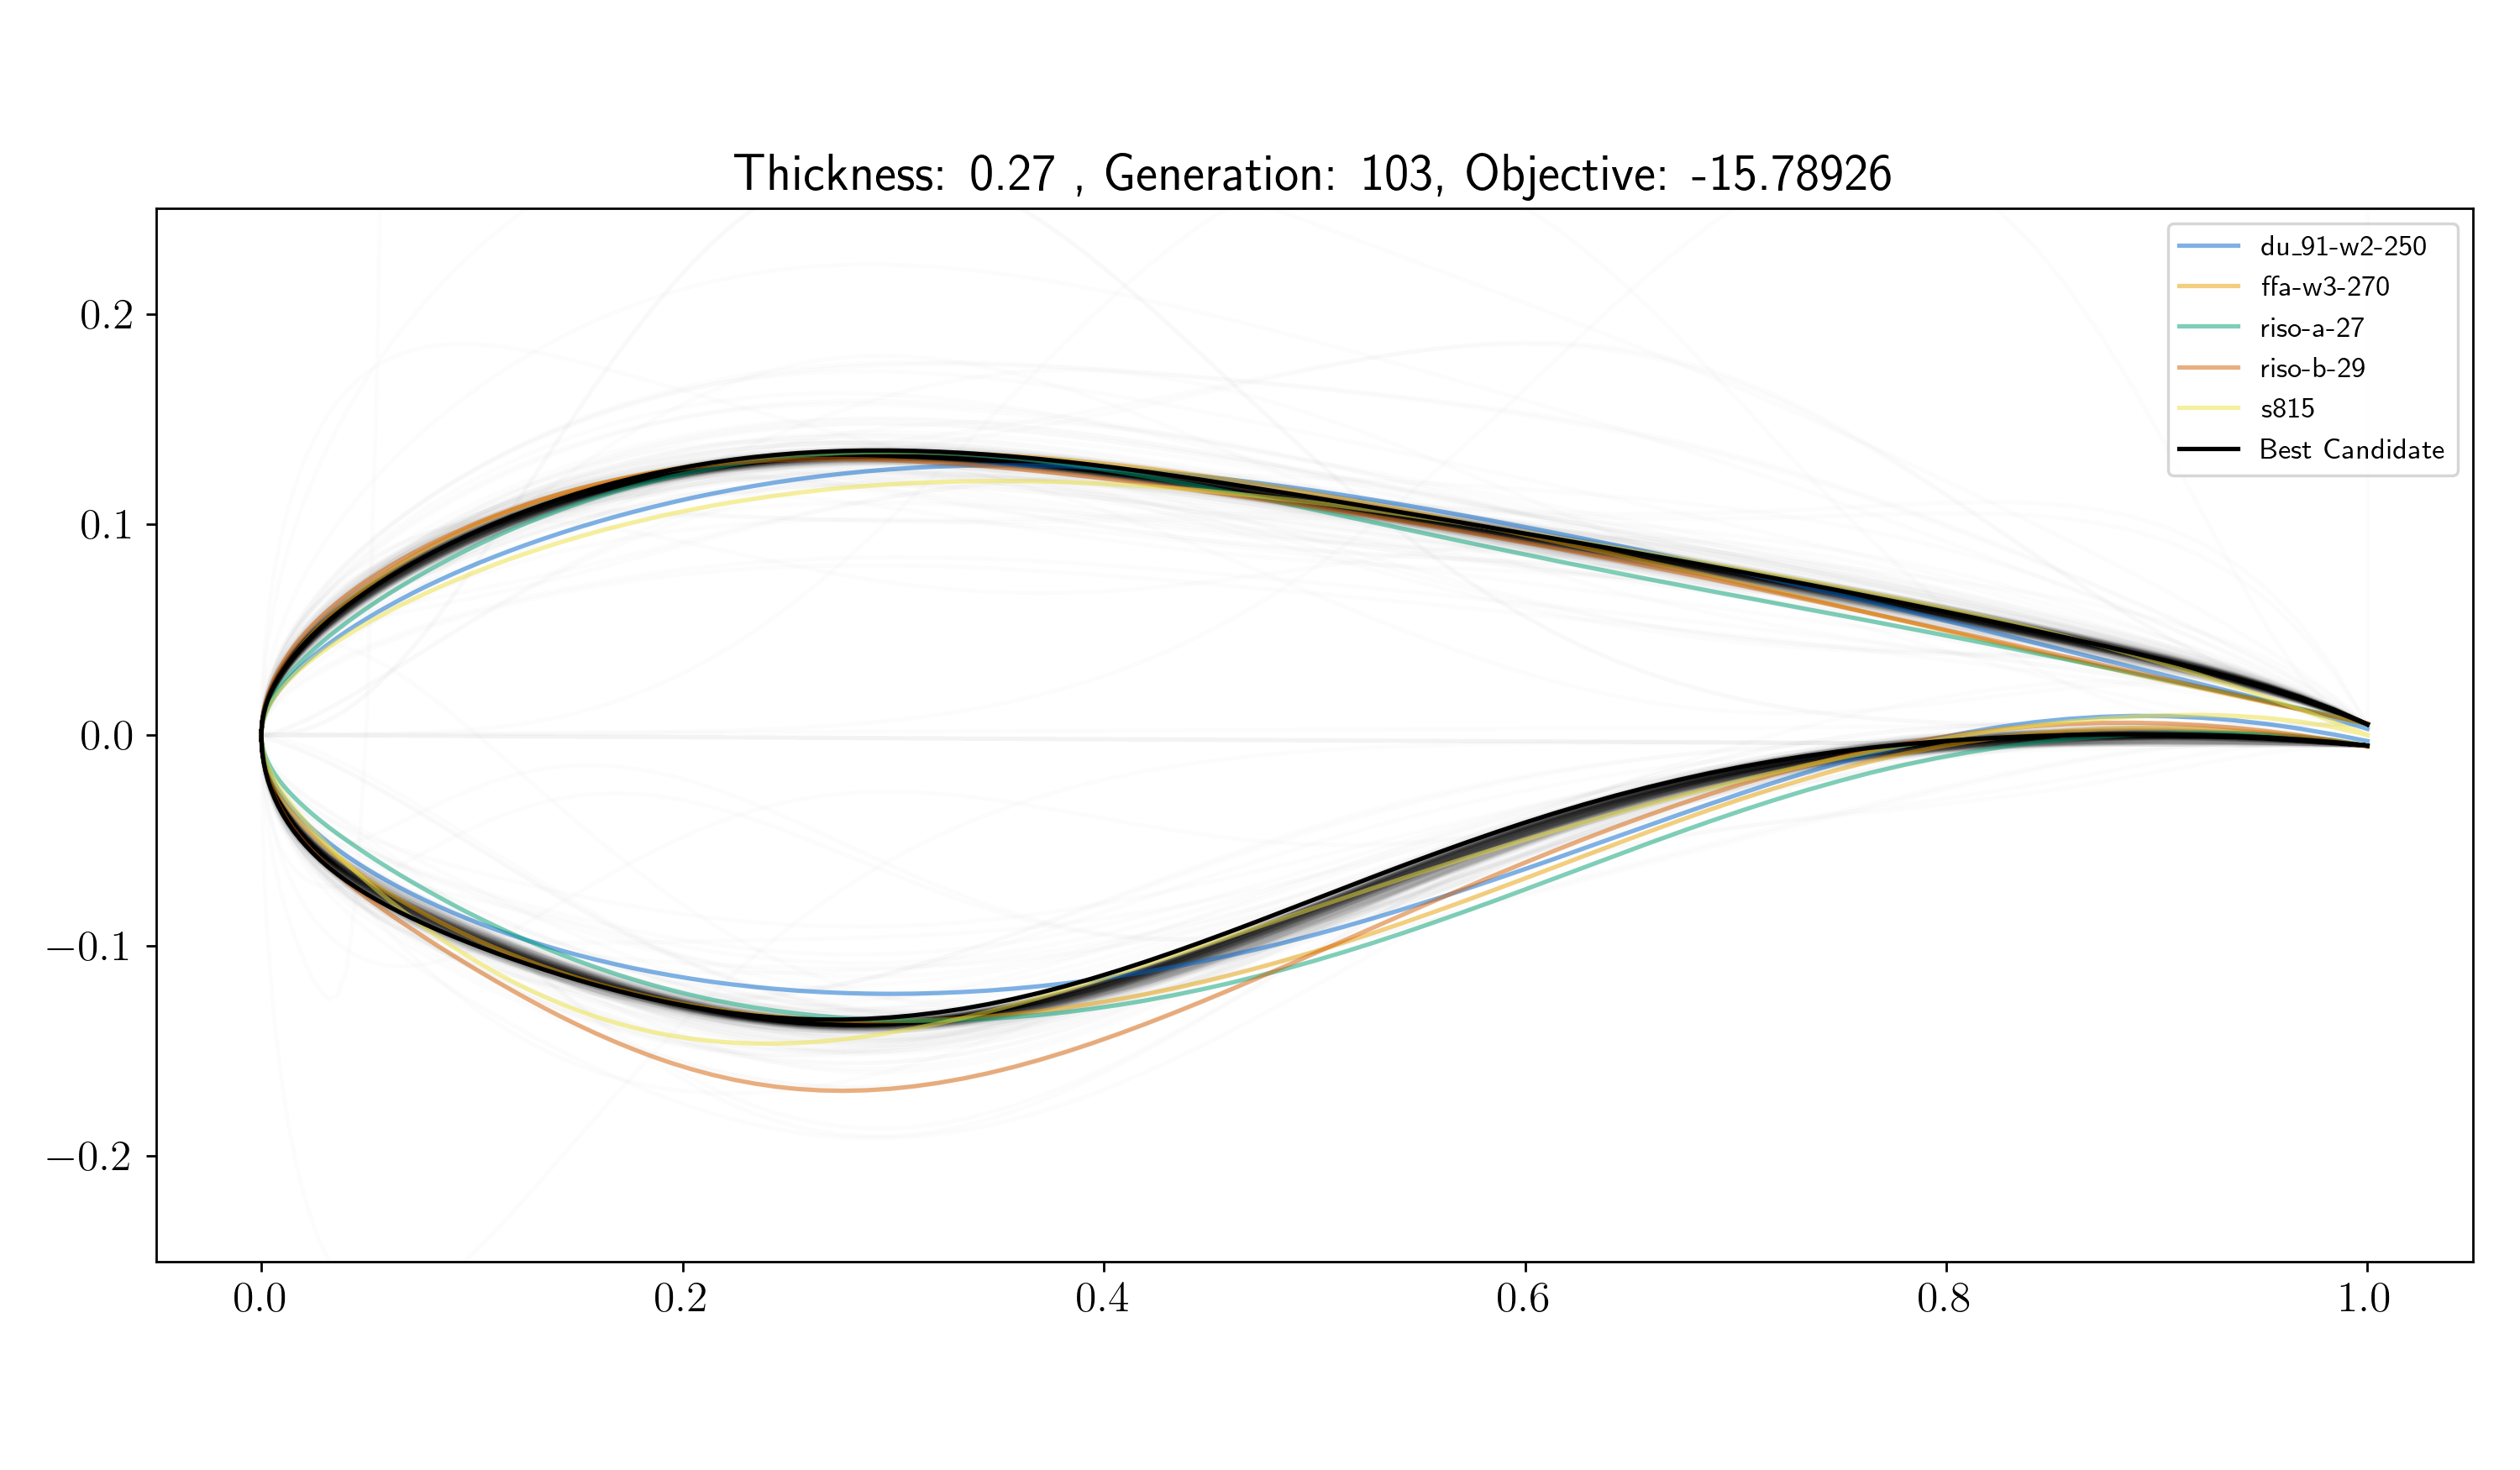 Thickness: 0.27 , Generation: 103, Objective: -15.78926
du_91-w2-250
ffa-w3-270
riso-a-27
riso-b-29
s815
Best Candidate
0.2
0.1
0.0
−0.1
−0.2
0.0 0.2 0.4 0.6 0.8 1.0